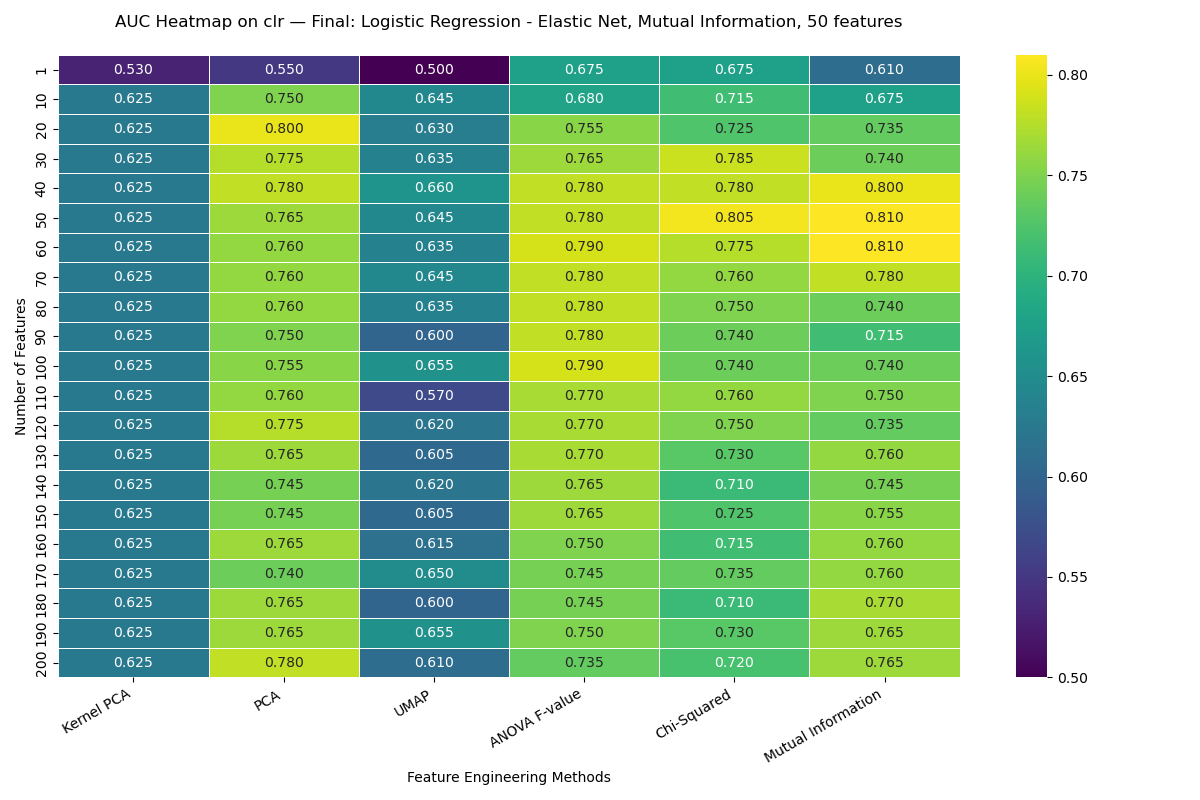 AUC Heatmap on clr — Final: Logistic Regression - Elastic Net, Mutual Information, 50 features
Number of Features
1 0.530 0.550 0.500 0.675 0.675 0.610
10 0.625 0.750 0.645 0.680 0.715 0.675
20 0.625 0.800 0.630 0.755 0.725 0.735
30 0.625 0.775 0.635 0.765 0.785 0.740
40 0.625 0.780 0.660 0.780 0.780 0.800
50 0.625 0.765 0.645 0.780 0.805 0.810
60 0.625 0.760 0.635 0.790 0.775 0.810
70 0.625 0.760 0.645 0.780 0.760 0.780
80 0.625 0.760 0.635 0.780 0.750 0.740
90 0.625 0.750 0.600 0.780 0.740 0.715
100 0.625 0.755 0.655 0.790 0.740 0.740
110 0.625 0.760 0.570 0.770 0.760 0.750
120 0.625 0.775 0.620 0.770 0.750 0.735
130 0.625 0.765 0.605 0.770 0.730 0.760
140 0.625 0.745 0.620 0.765 0.710 0.745
150 0.625 0.745 0.605 0.765 0.725 0.755
160 0.625 0.765 0.615 0.750 0.715 0.760
170 0.625 0.740 0.650 0.745 0.735 0.760
180 0.625 0.765 0.600 0.745 0.710 0.770
190 0.625 0.765 0.655 0.750 0.730 0.765
200 0.625 0.780 0.610 0.735 0.720 0.765
Kernel PCA PCA UMAP ANOVA F-value Chi-Squared Mutual Information
Feature Engineering Methods
0.80
0.75
0.70
0.65
0.60
0.55
0.50